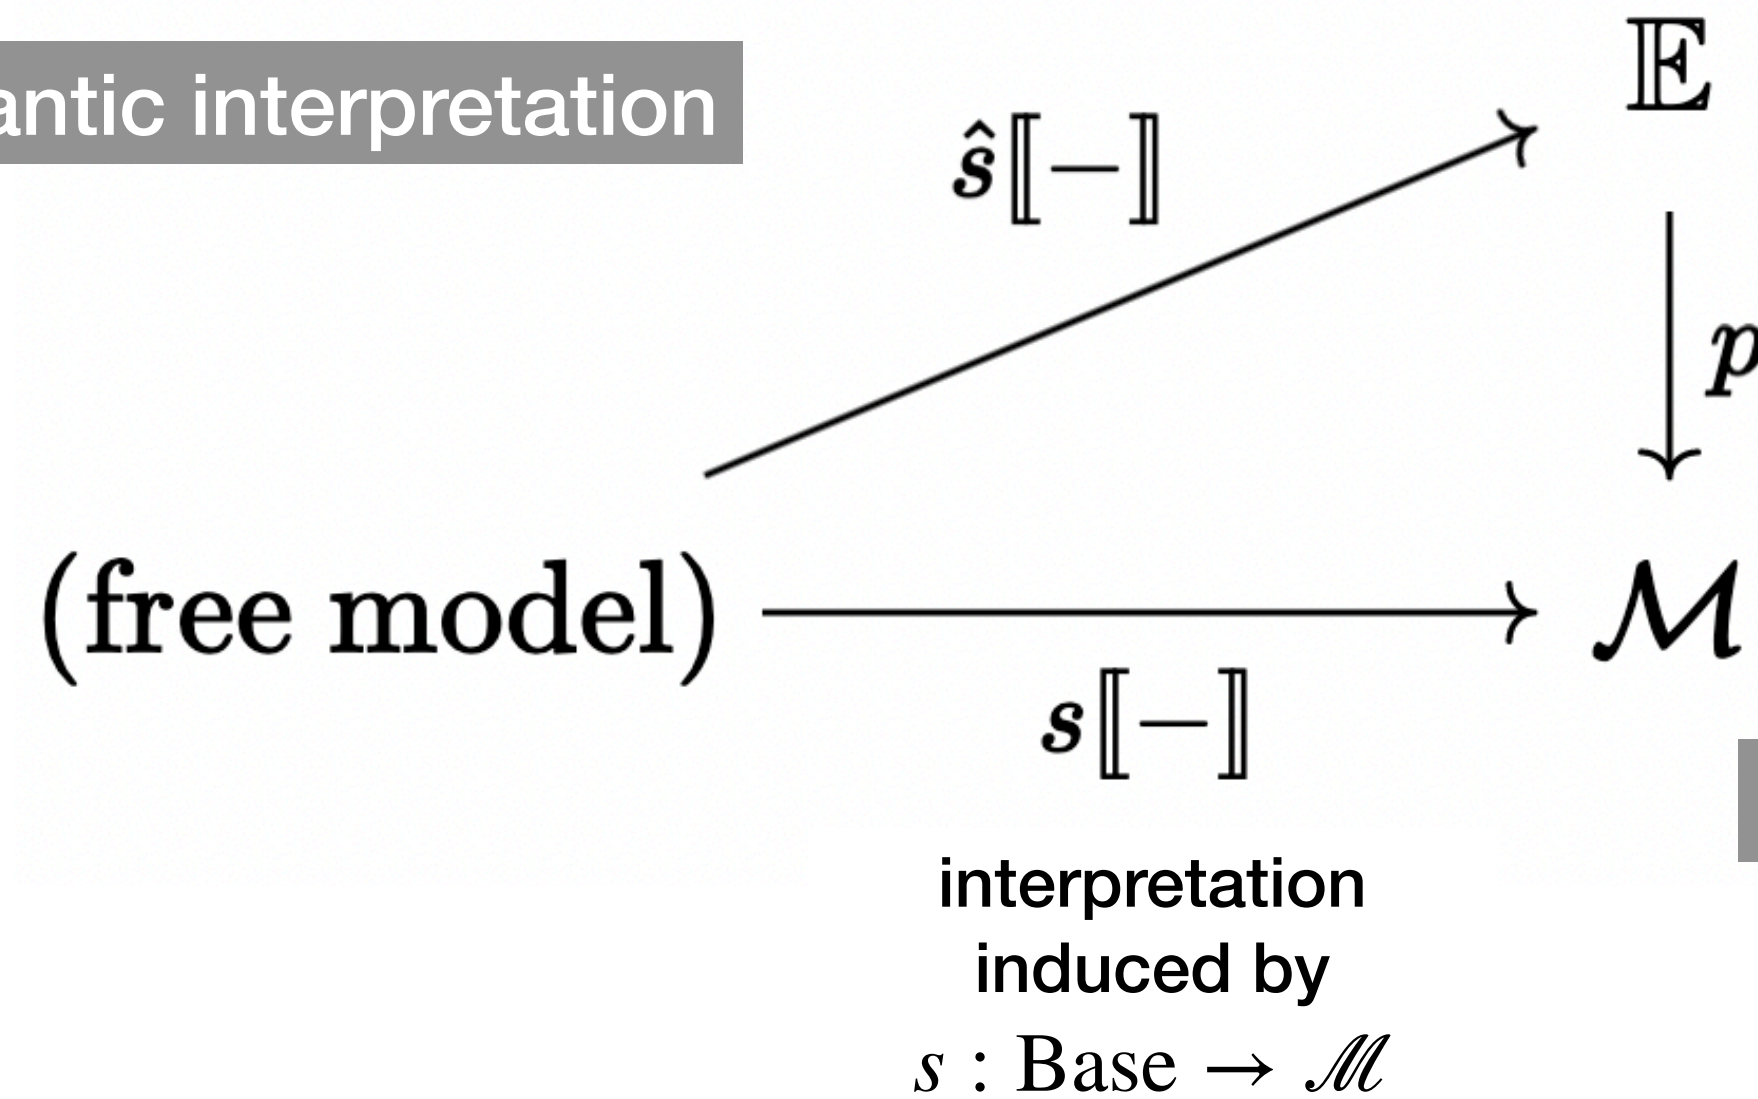 antic interpretation
𝔼
ŝ⟦−⟧
p
(free model)
ℳ
s⟦−⟧
interpretation
induced by
s : Base → ℳ